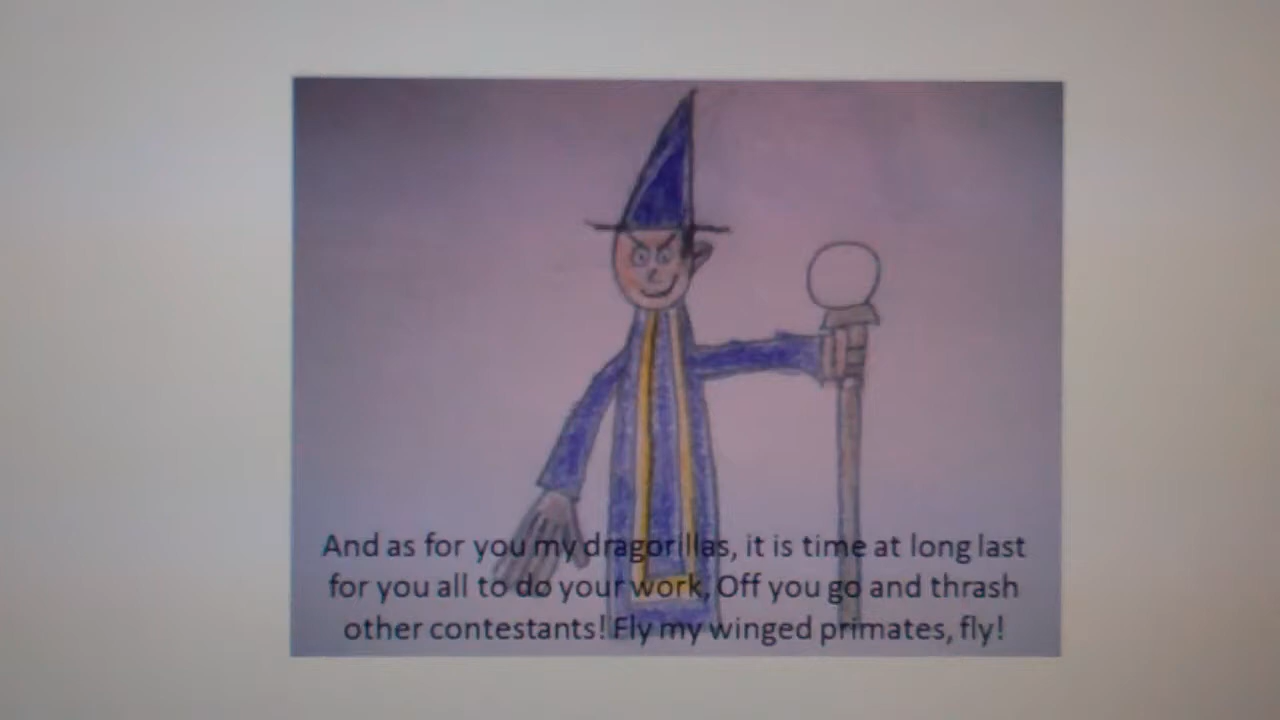 And as for you my dragorillas, it is time at long last
for you all to do your work, Off you go and thrash
other contestants! Fly my winged primates, fly!